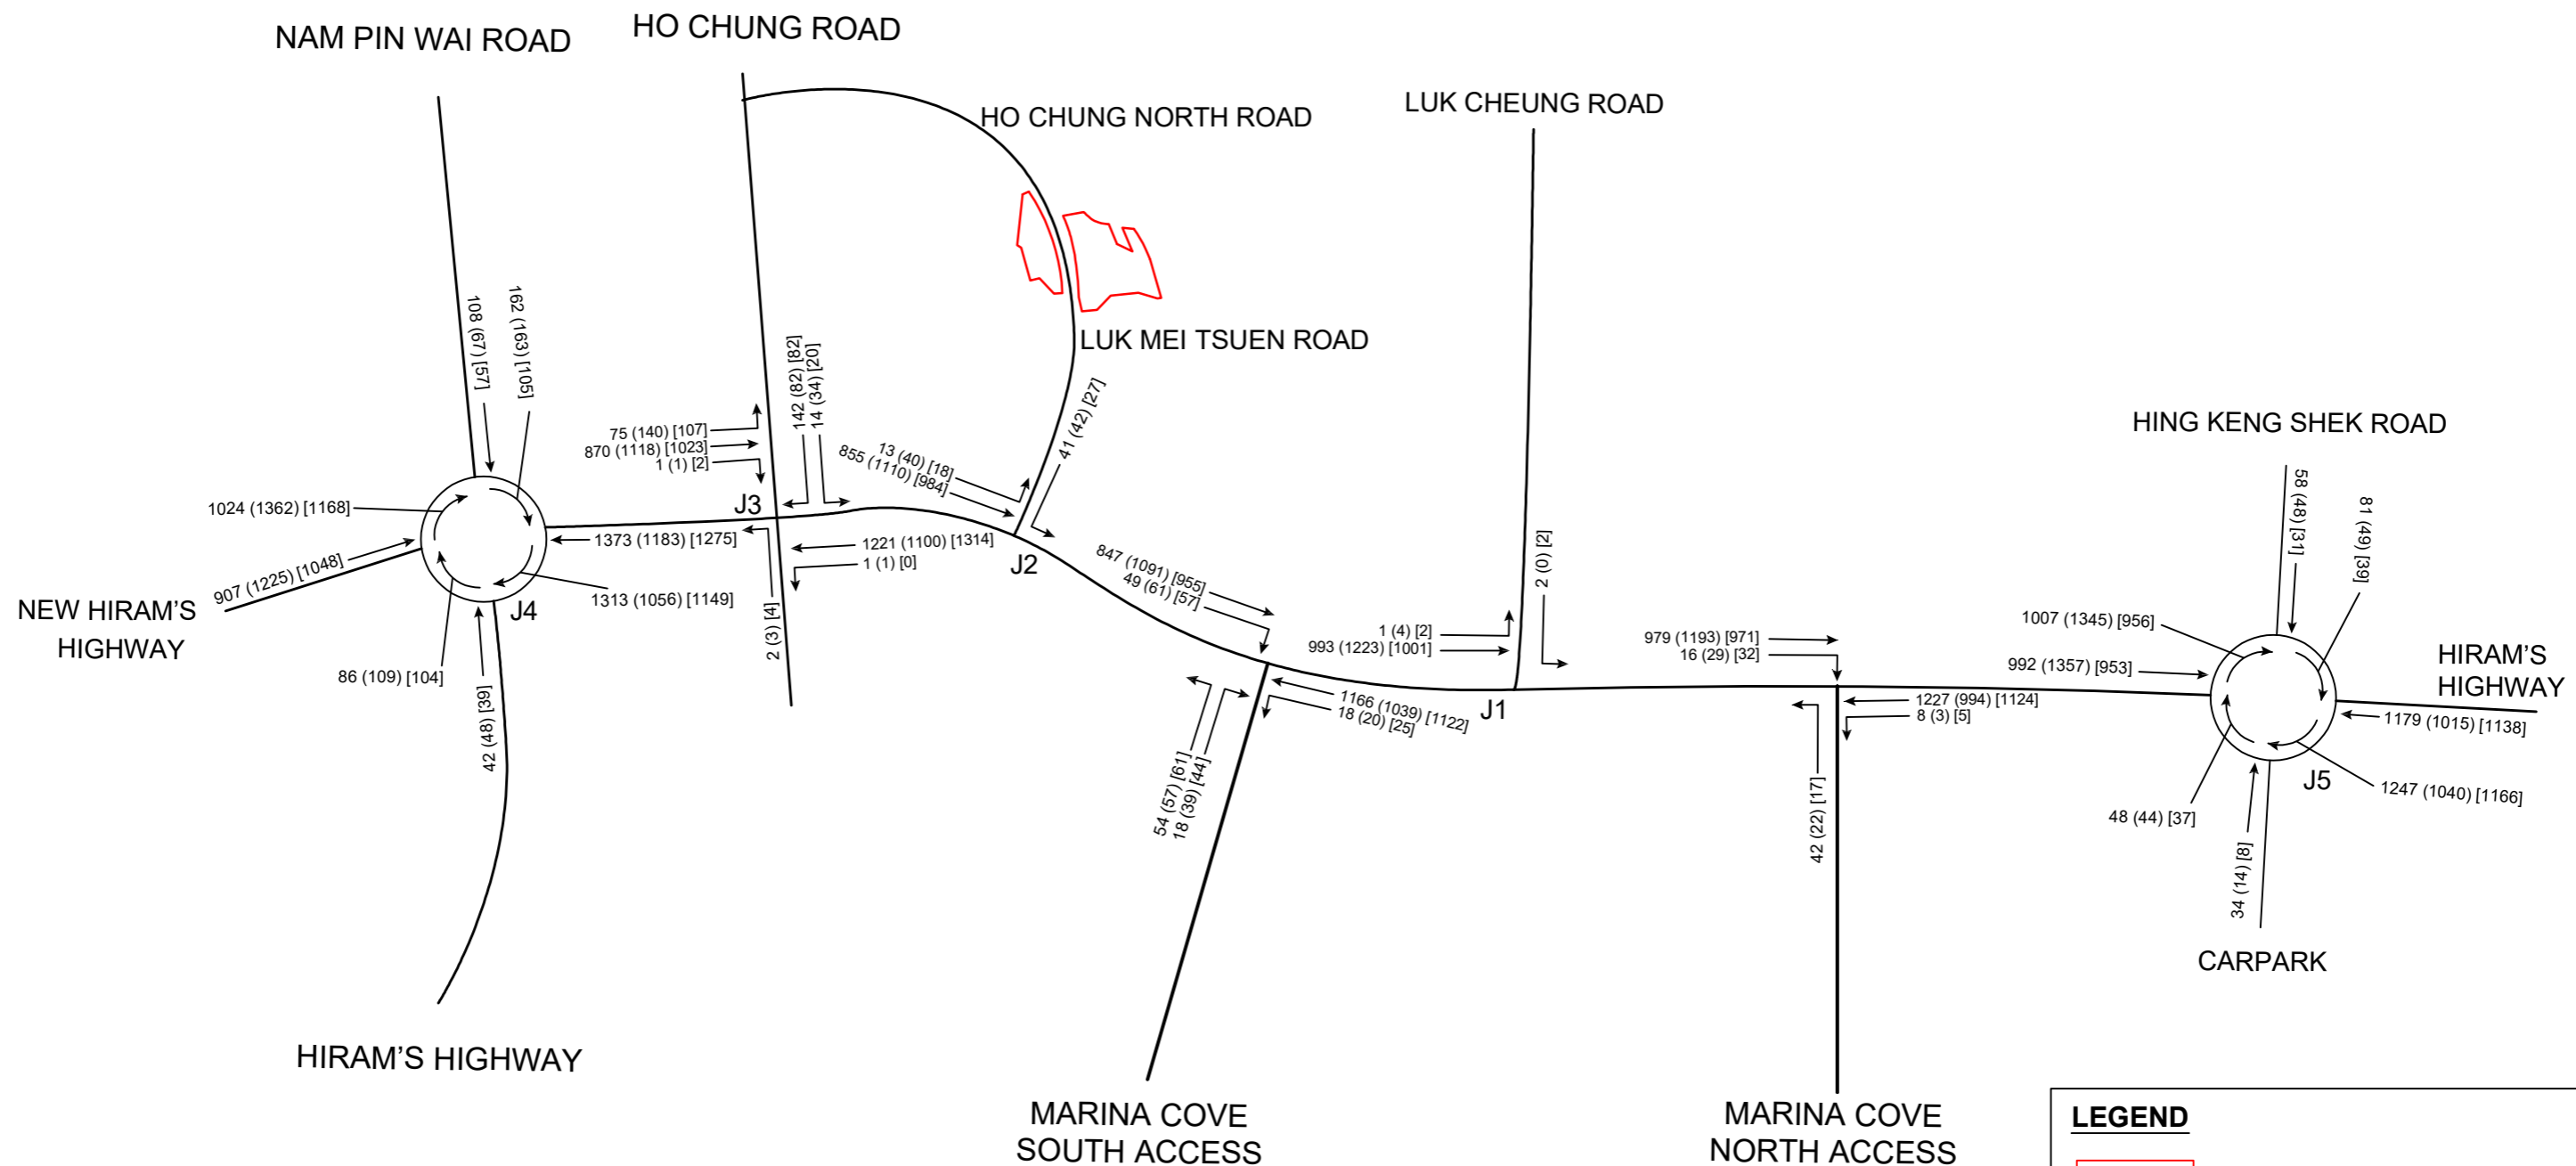 NAM PIN WAI ROAD
HO CHUNG ROAD
HO CHUNG NORTH ROAD
LUK CHEUNG ROAD
LUK MEI TSUEN ROAD
HING KENG SHEK ROAD
108 (67) [57]
162 (163) [105]
1024 (1362) [1168]
907 (1225) [1048]
NEW HIRAM'S
HIGHWAY
J4
86 (109) [104]
42 (48) [39]
1313 (1056) [1149]
1373 (1183) [1275]
HIRAM'S HIGHWAY
75 (140) [107]
870 (1118) [1023]
1 (1) [2]
J3
142 (82) [82]
14 (34) [20]
1221 (1100) [1314]
1 (1) [0]
2 (3) [4]
13 (40) [18]
855 (1110) [984]
41 (42) [27]
J2
847 (1091) [955]
49 (61) [57]
54 (57) [61]
18 (39) [44]
1166 (1039) [1122]
18 (20) [25]
MARINA COVE
SOUTH ACCESS
1 (4) [2]
993 (1223) [1001]
2 (0) [2]
J1
979 (1193) [971]
16 (29) [32]
1227 (994) [1124]
8 (3) [5]
42 (22) [17]
MARINA COVE
NORTH ACCESS
58 (48) [31]
81 (49) [39]
1007 (1345) [956]
992 (1357) [953]
HIRAM'S
HIGHWAY
1179 (1015) [1138]
J5
1247 (1040) [1166]
48 (44) [37]
34 (14) [8]
CARPARK
LEGEND